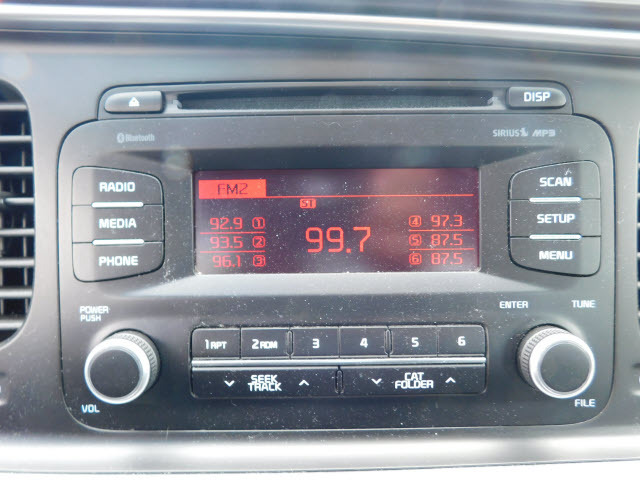 DISP
Bluetooth SIRIUS MP3
RADIO
MEDIA
PHONE
FM2
ST
92.9 1
93.5 2
96.1 3
99.7
4 97.3
5 87.5
6 87.5
SCAN
SETUP
MENU
POWER
PUSH
VOL
ENTER
TUNE
FILE
1 RPT 2 RDM 3 4 5 6
SEEK
TRACK
CAT
FOLDER